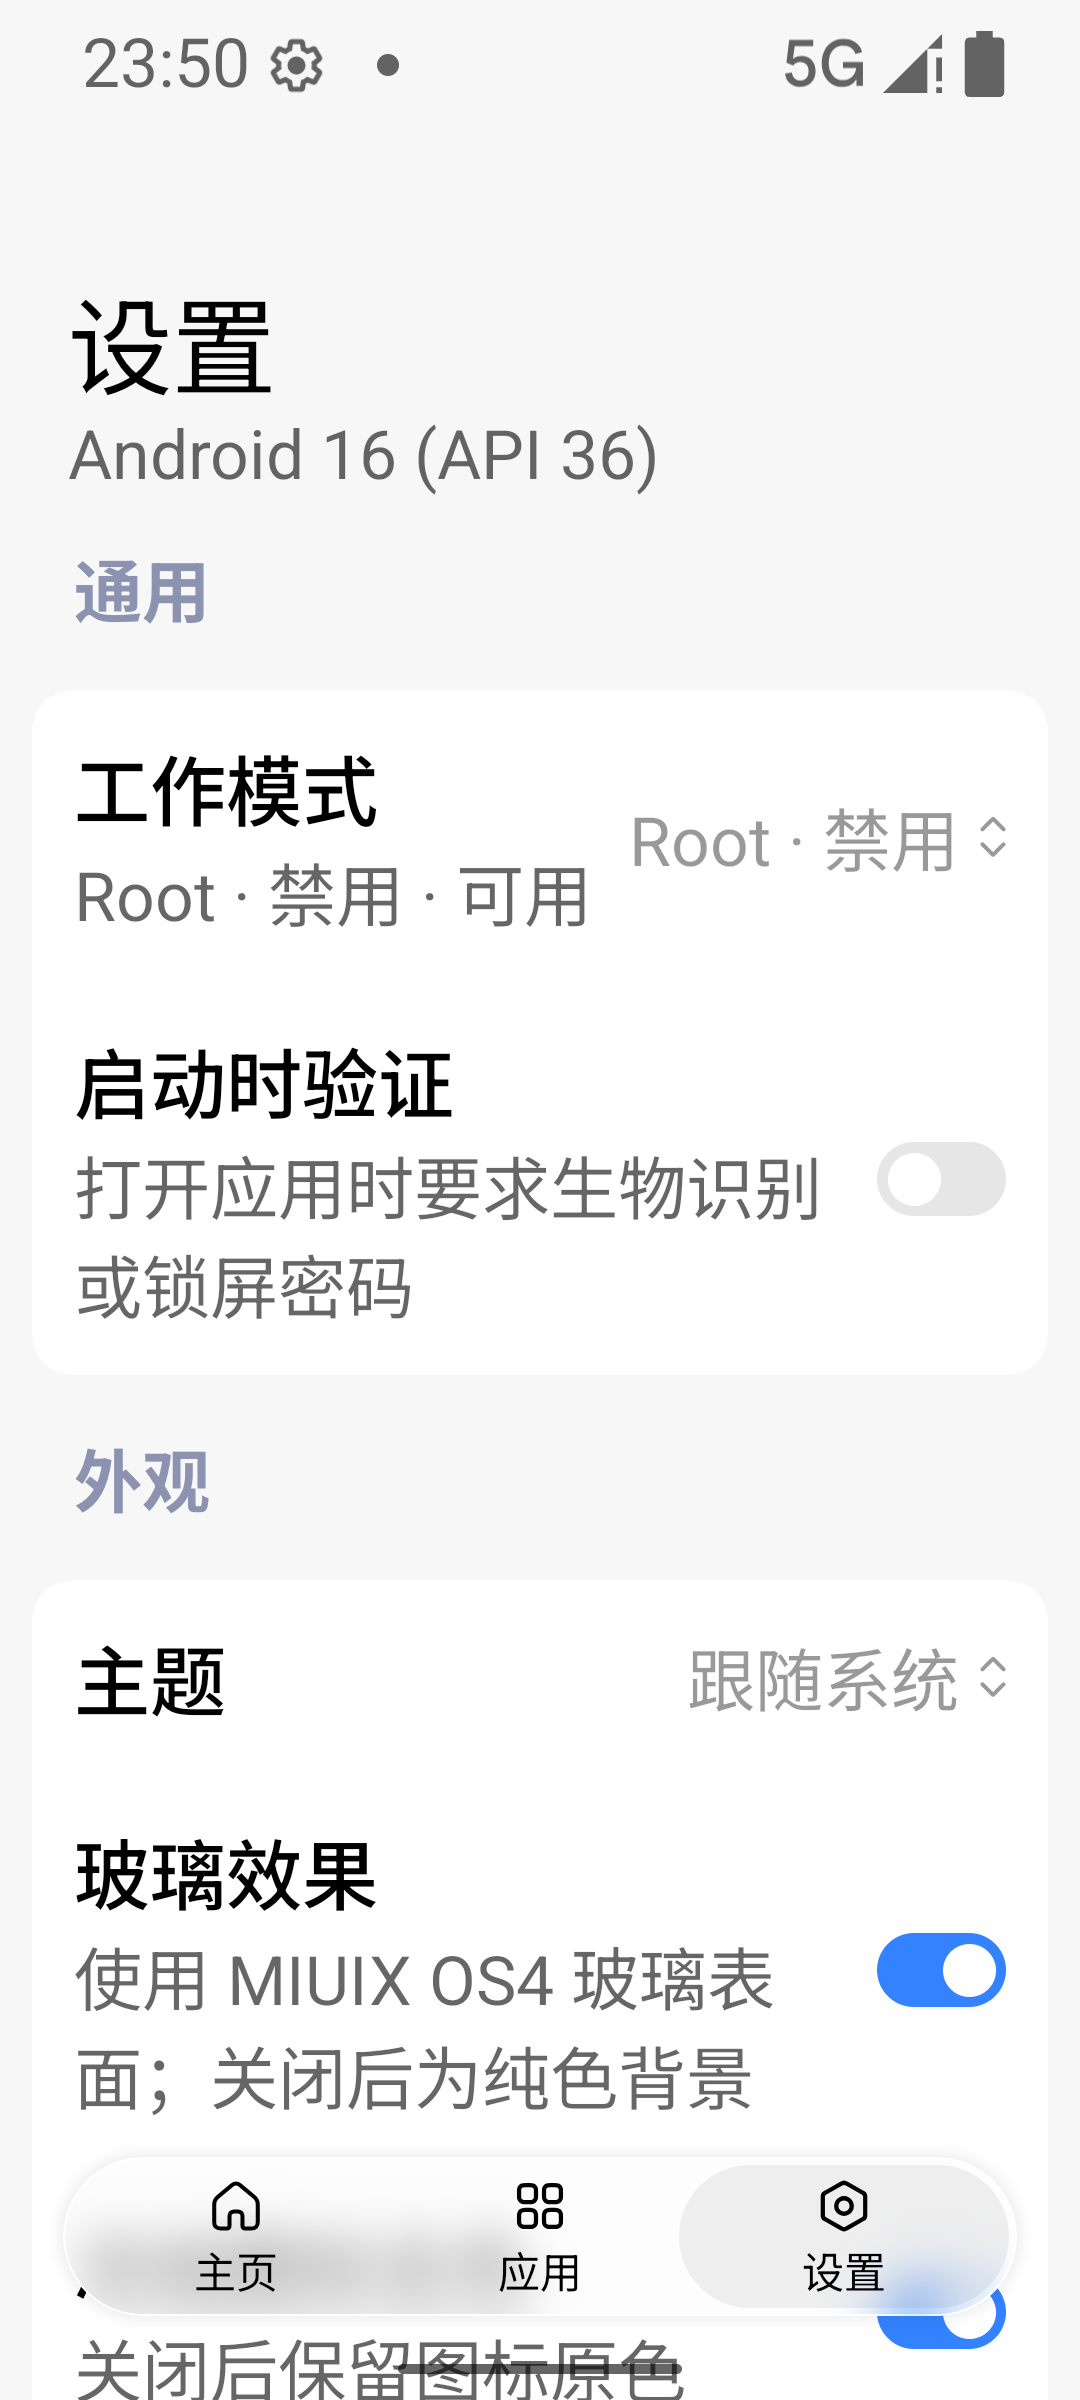 23:50
5G
设置
Android 16 (API 36)
通用
工作模式
Root · 禁用 · 可用
Root · 禁用
启动时验证
打开应用时要求生物识别
或锁屏密码
外观
主题
跟随系统
玻璃效果
使用 MIUIX OS4 玻璃表
面；关闭后为纯色背景
主页
应用
设置
关闭后保留图标原色